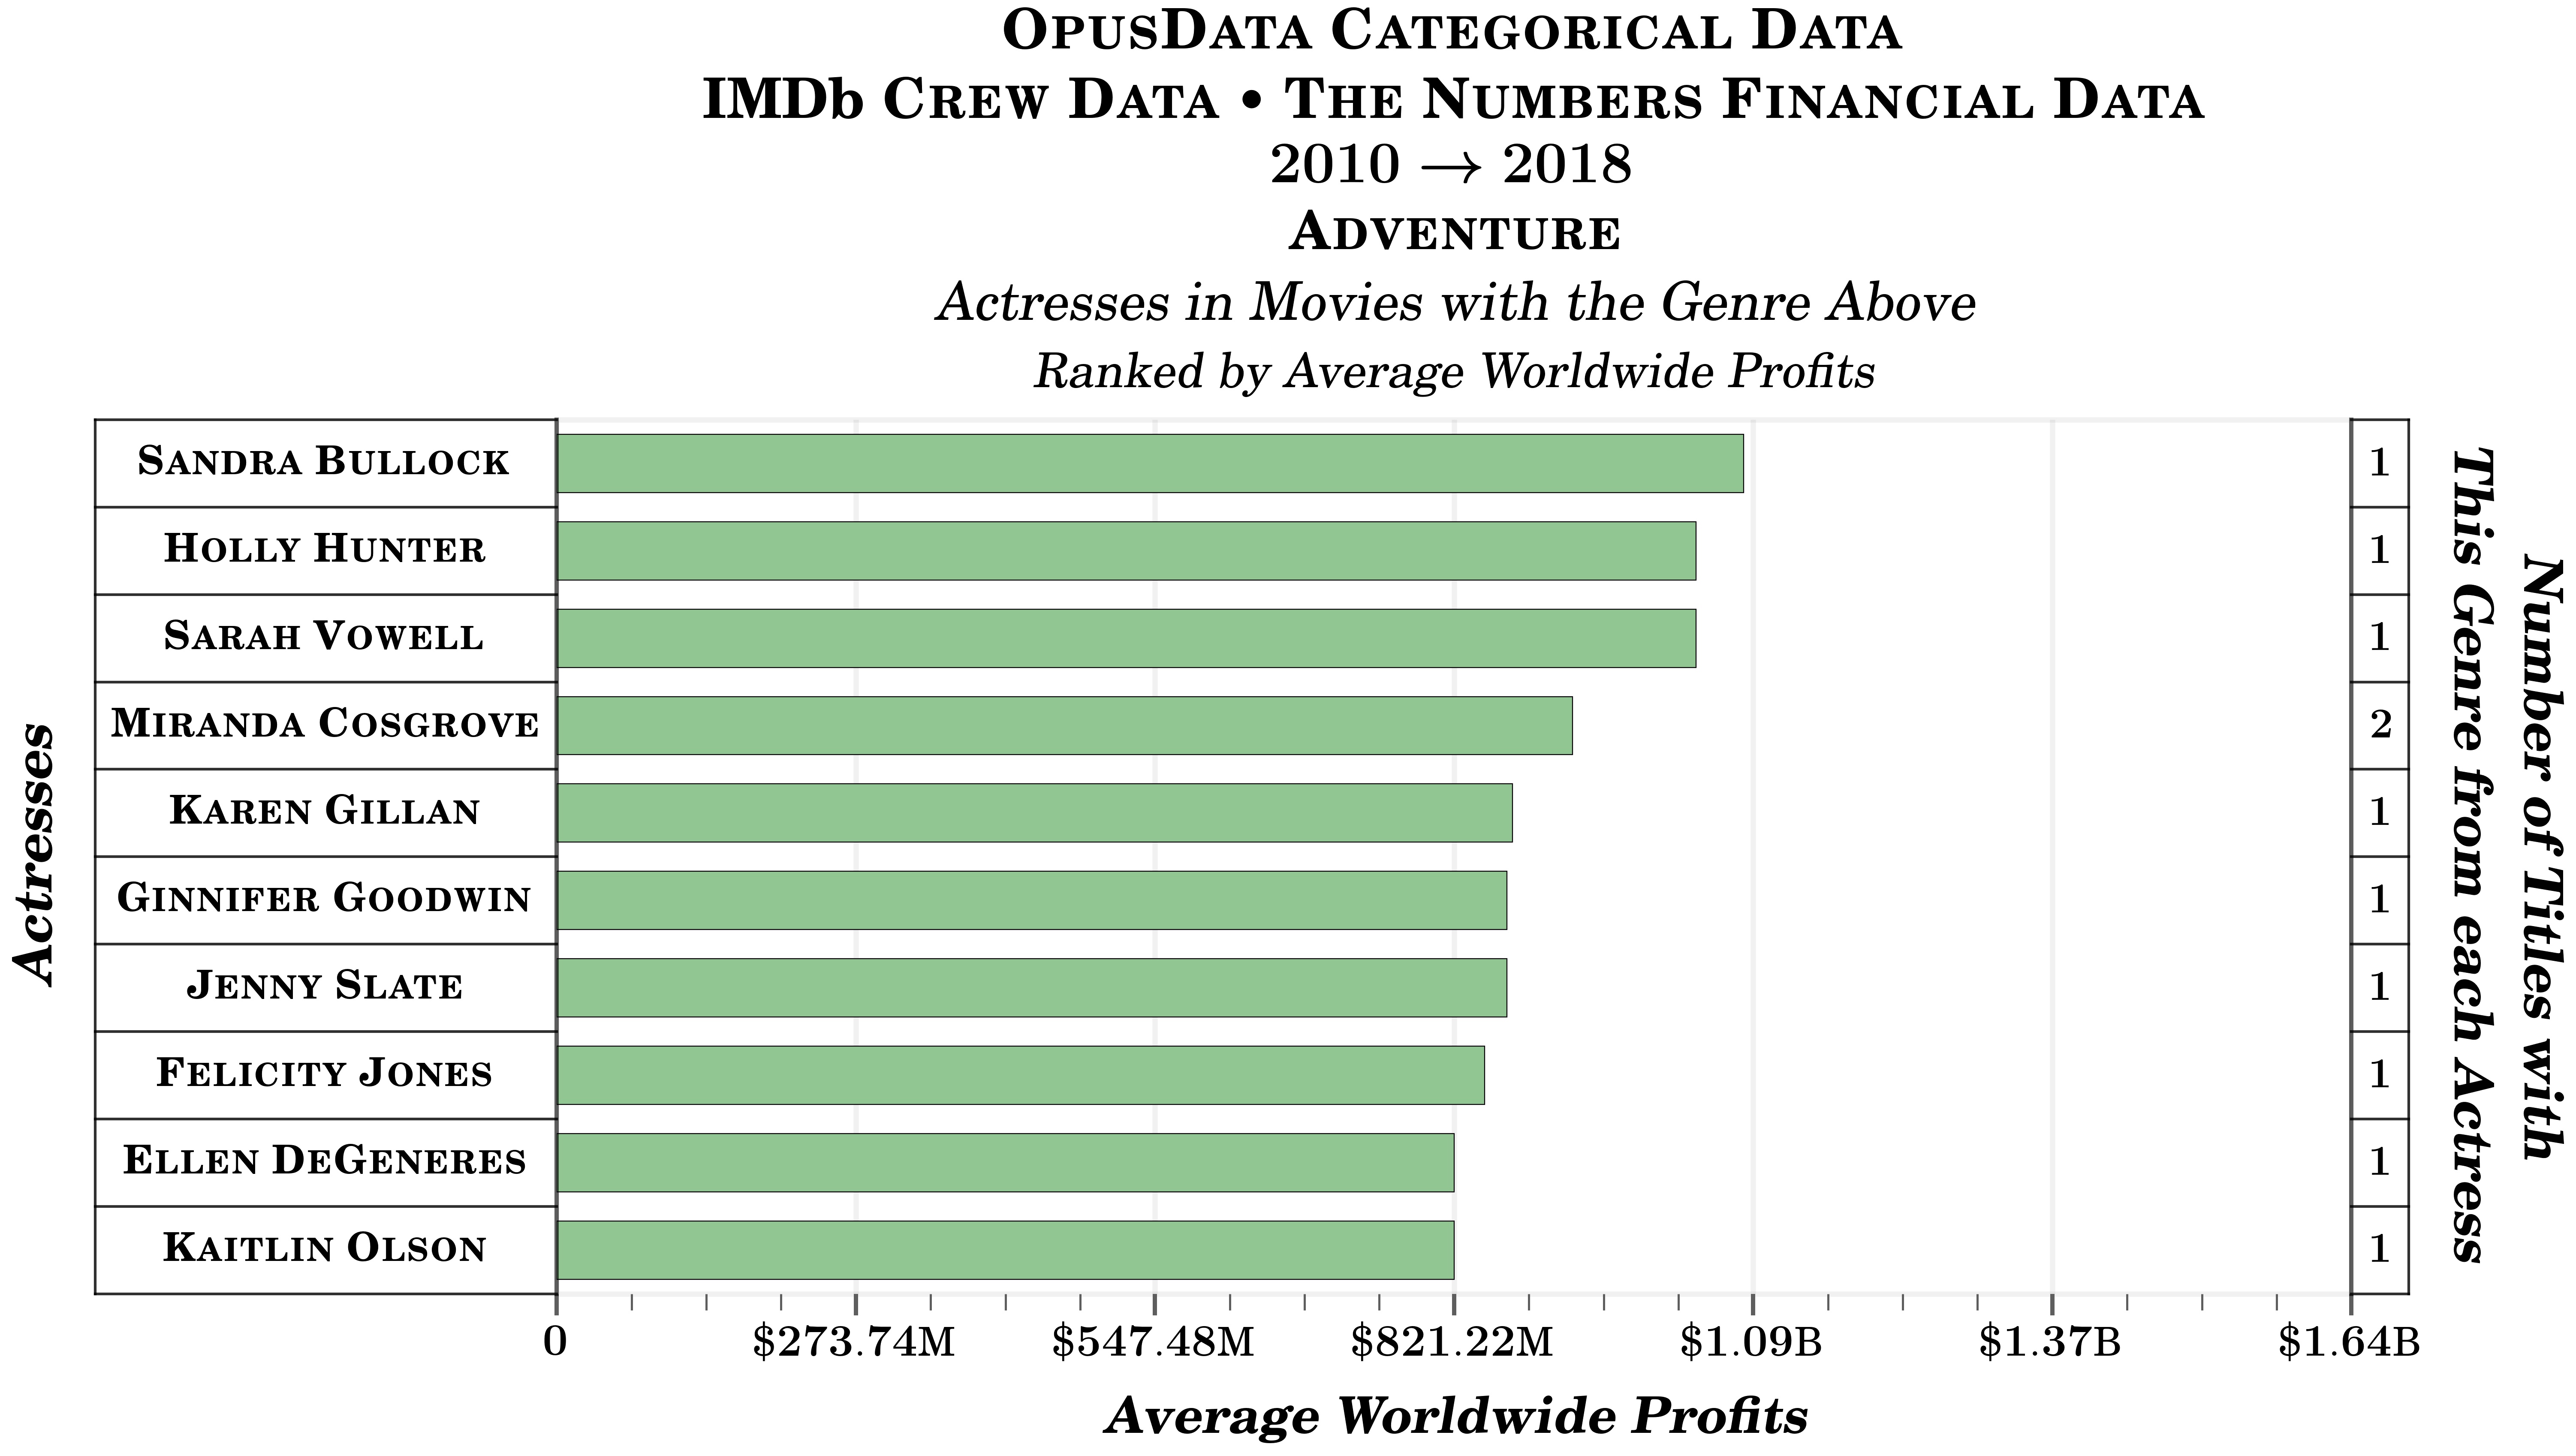 OpusData Categorical Data
IMDb Crew Data • The Numbers Financial Data
2010 → 2018
Adventure
Actresses in Movies with the Genre Above
Ranked by Average Worldwide Profits
Actresses
Sandra Bullock 1
Holly Hunter 1
Sarah Vowell 1
Miranda Cosgrove 2
Karen Gillan 1
Ginnifer Goodwin 1
Jenny Slate 1
Felicity Jones 1
Ellen DeGeneres 1
Kaitlin Olson 1
Number of Titles with
This Genre from each Actress
0 $273.74M $547.48M $821.22M $1.09B $1.37B $1.64B
Average Worldwide Profits